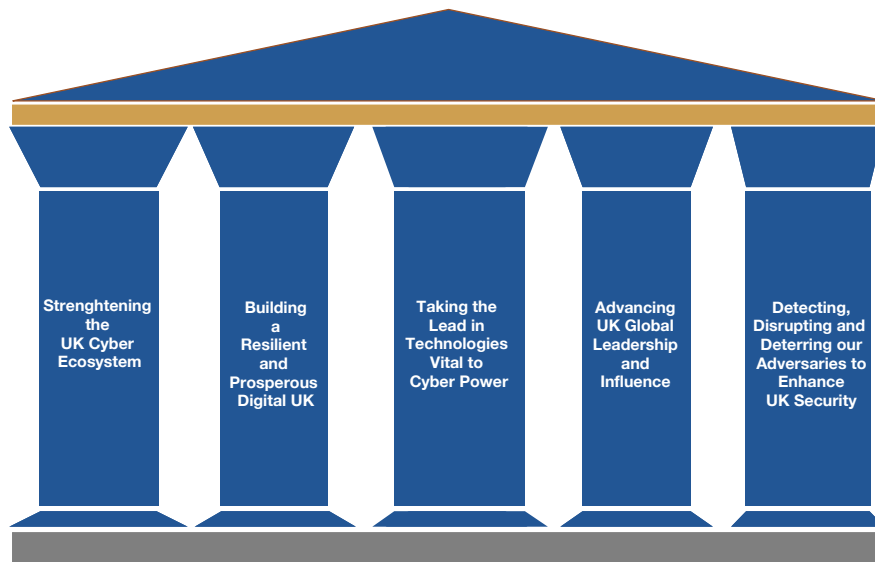 Strenghtening
the
UK Cyber
Ecosystem
Building
a
Resilient
and
Prosperous
Digital UK
Taking the
Lead in
Technologies
Vital to
Cyber Power
Advancing
UK Global
Leadership
and
Influence
Detecting,
Disrupting and
Deterring our
Adversaries to
Enhance
UK Security